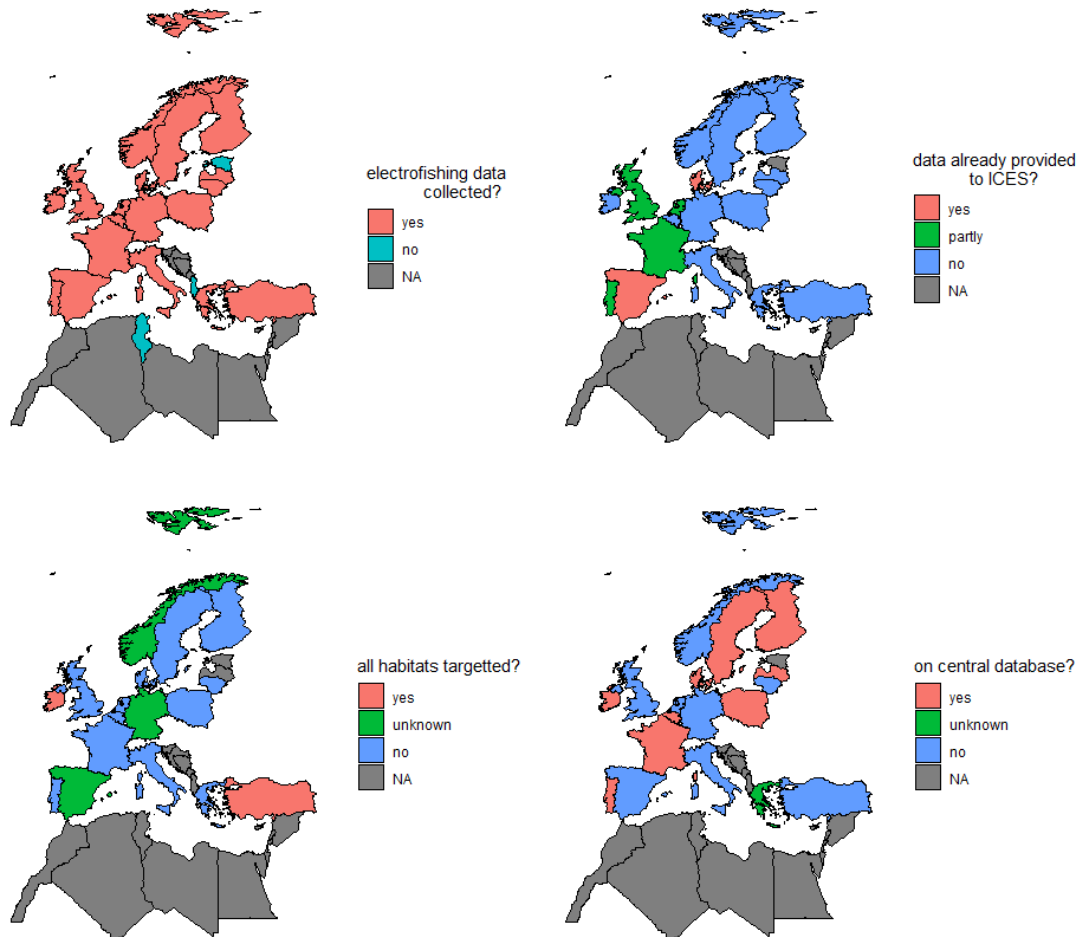 electrofishing data
collected?
yes
no
NA
data already provided
to ICES?
yes
partly
no
NA
all habitats targetted?
yes
unknown
no
NA
on central database?
yes
unknown
no
NA